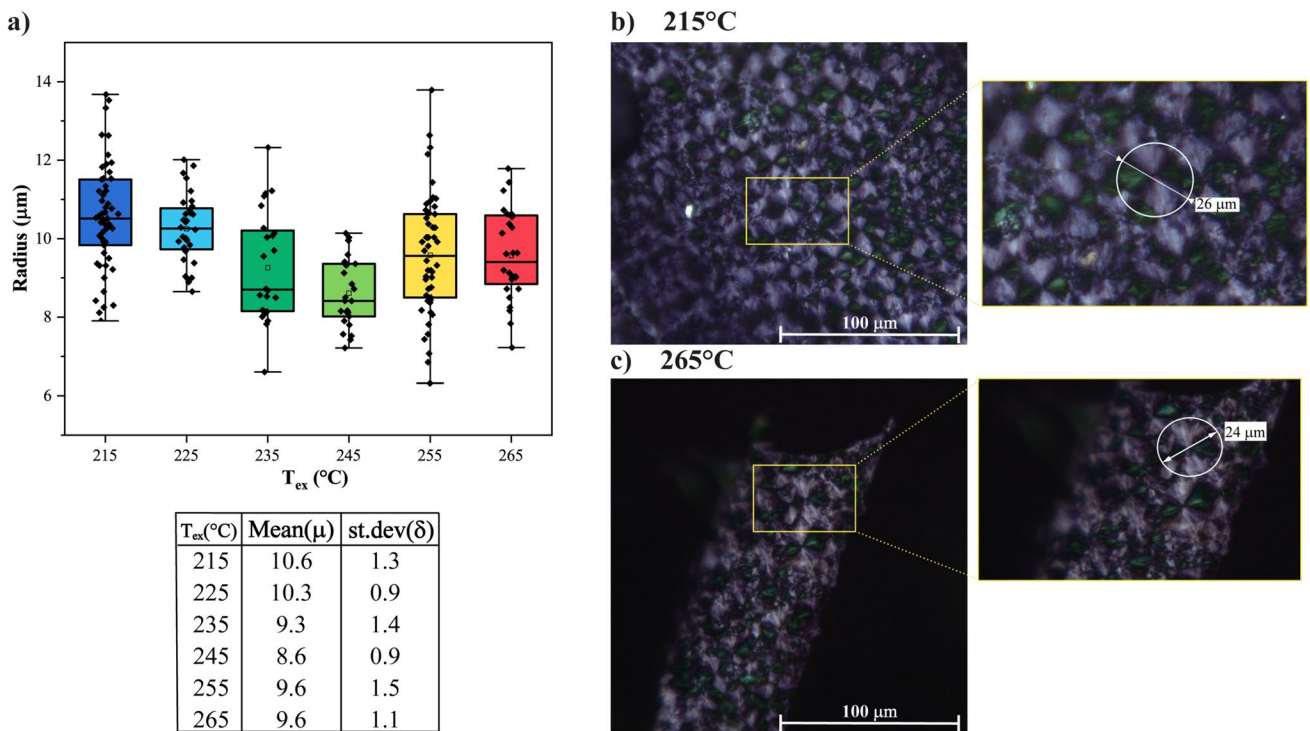 a)
Radius (μm)
14
12
10
8
6
215
225
235
245
255
265
T_ex (°C)
T_ex(°C) Mean(μ) st.dev(δ)
215 10.6 1.3
225 10.3 0.9
235 9.3 1.4
245 8.6 0.9
255 9.6 1.5
265 9.6 1.1
b) 215°C
100 μm
26 μm
c) 265°C
100 μm
24 μm